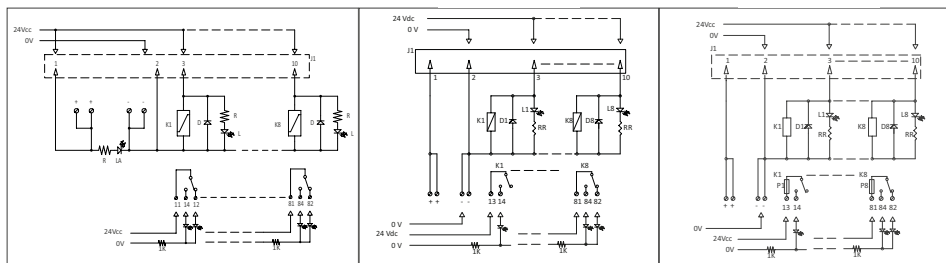 24Vcc
0V
J1
1 2 3 10
+ + - -
K1 D R L K8 D R L
R LA
11 14 12 81 84 82
24Vcc
0V
1K 1K
24 Vdc
0 V
J1
1 2 3 10
K1 D1 L1 RR K8 D8 L8 RR
K1 K8
+ + - - 13 14 81 84 82
0 V
24 Vdc
0 V
1K 1K
24Vcc
0V
J1
1 2 3 10
K1 D1 L1 RR K8 D8 L8 RR
K1 K8
P1 P8
+ + - - 13 14 81 84 82
0V
24Vcc
0V
1K 1K